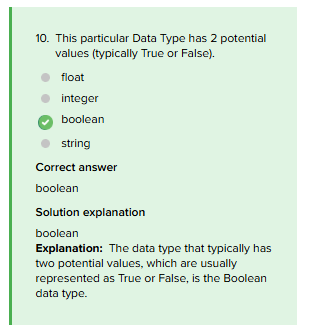 10. This particular Data Type has 2 potential
values (typically True or False).
float
integer
boolean
string
Correct answer
boolean
Solution explanation
boolean
Explanation: The data type that typically has
two potential values, which are usually
represented as True or False, is the Boolean
data type.